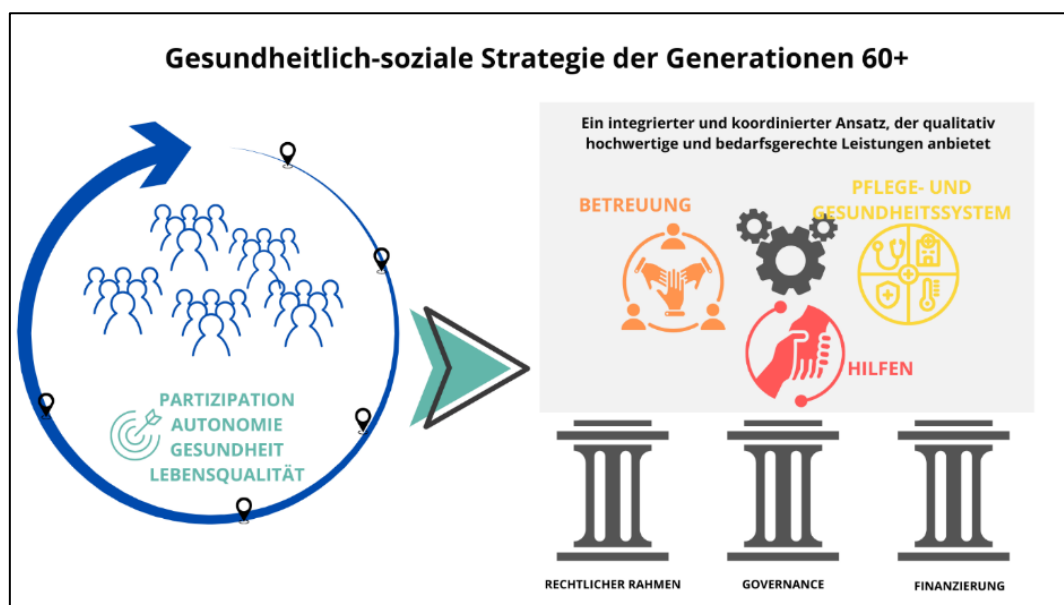 Gesundheitlich-soziale Strategie der Generationen 60+
PARTIZIPATION
AUTONOMIE
GESUNDHEIT
LEBENSQUALITÄT
Ein integrierter und koordinierter Ansatz, der qualitativ
hochwertige und bedarfsgerechte Leistungen anbietet
BETREUUNG
PFLEGE- UND
GESUNDHEITSSYSTEM
HILFEN
RECHTLICHER RAHMEN
GOVERNANCE
FINANZIERUNG